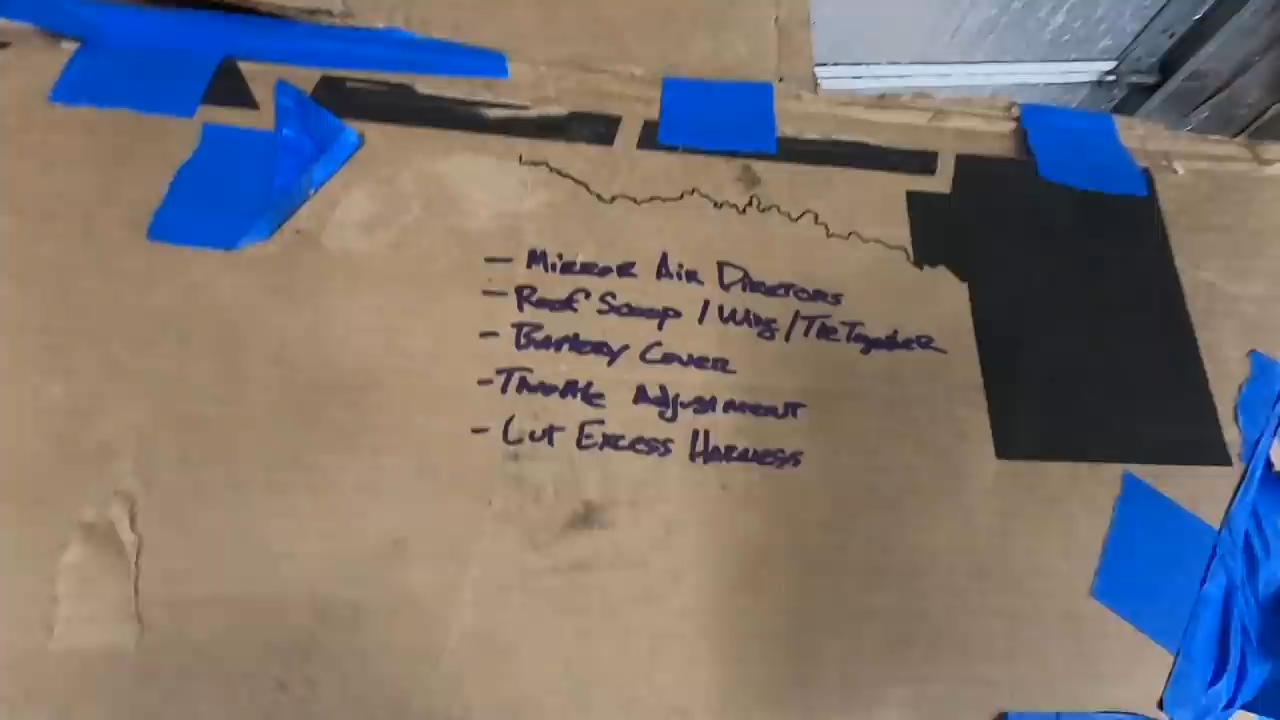 - Mirror Air Directors
- Roof Scoop / Wing / Tie Together
- Battery Cover
- Throttle Adjustment
- Cut Excess Harness